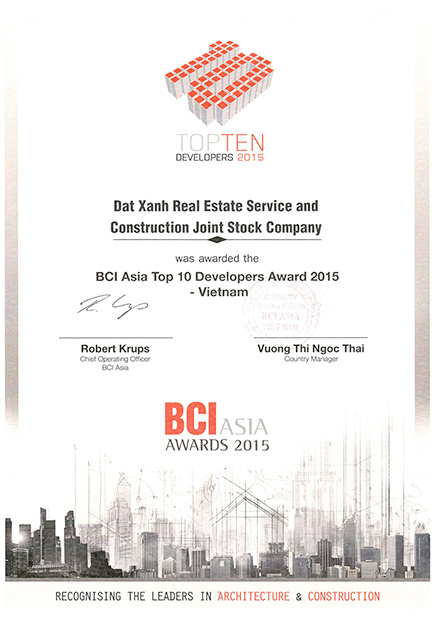 TOPTEN
DEVELOPERS 2015
Dat Xanh Real Estate Service and
Construction Joint Stock Company
was awarded the
BCI Asia Top 10 Developers Award 2015
- Vietnam
BCI ASIA
VIETNAM
Robert Krups
Chief Operating Officer
BCI Asia
Vuong Thi Ngoc Thai
Country Manager
BCI ASIA
AWARDS 2015
RECOGNISING THE LEADERS IN ARCHITECTURE & CONSTRUCTION